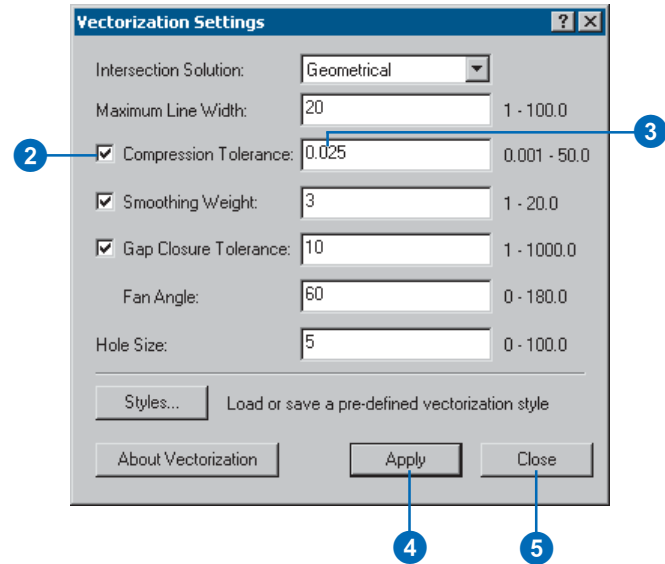 Vectorization Settings ? ×
Intersection Solution: Geometrical
Maximum Line Width: 20 1 - 100.0
3
2 Compression Tolerance: 0.025 0.001 - 50.0
Smoothing Weight: 3 1 - 20.0
Gap Closure Tolerance: 10 1 - 1000.0
Fan Angle: 60 0 - 180.0
Hole Size: 5 0 - 100.0
Styles... Load or save a pre-defined vectorization style
About Vectorization Apply Close
4 5